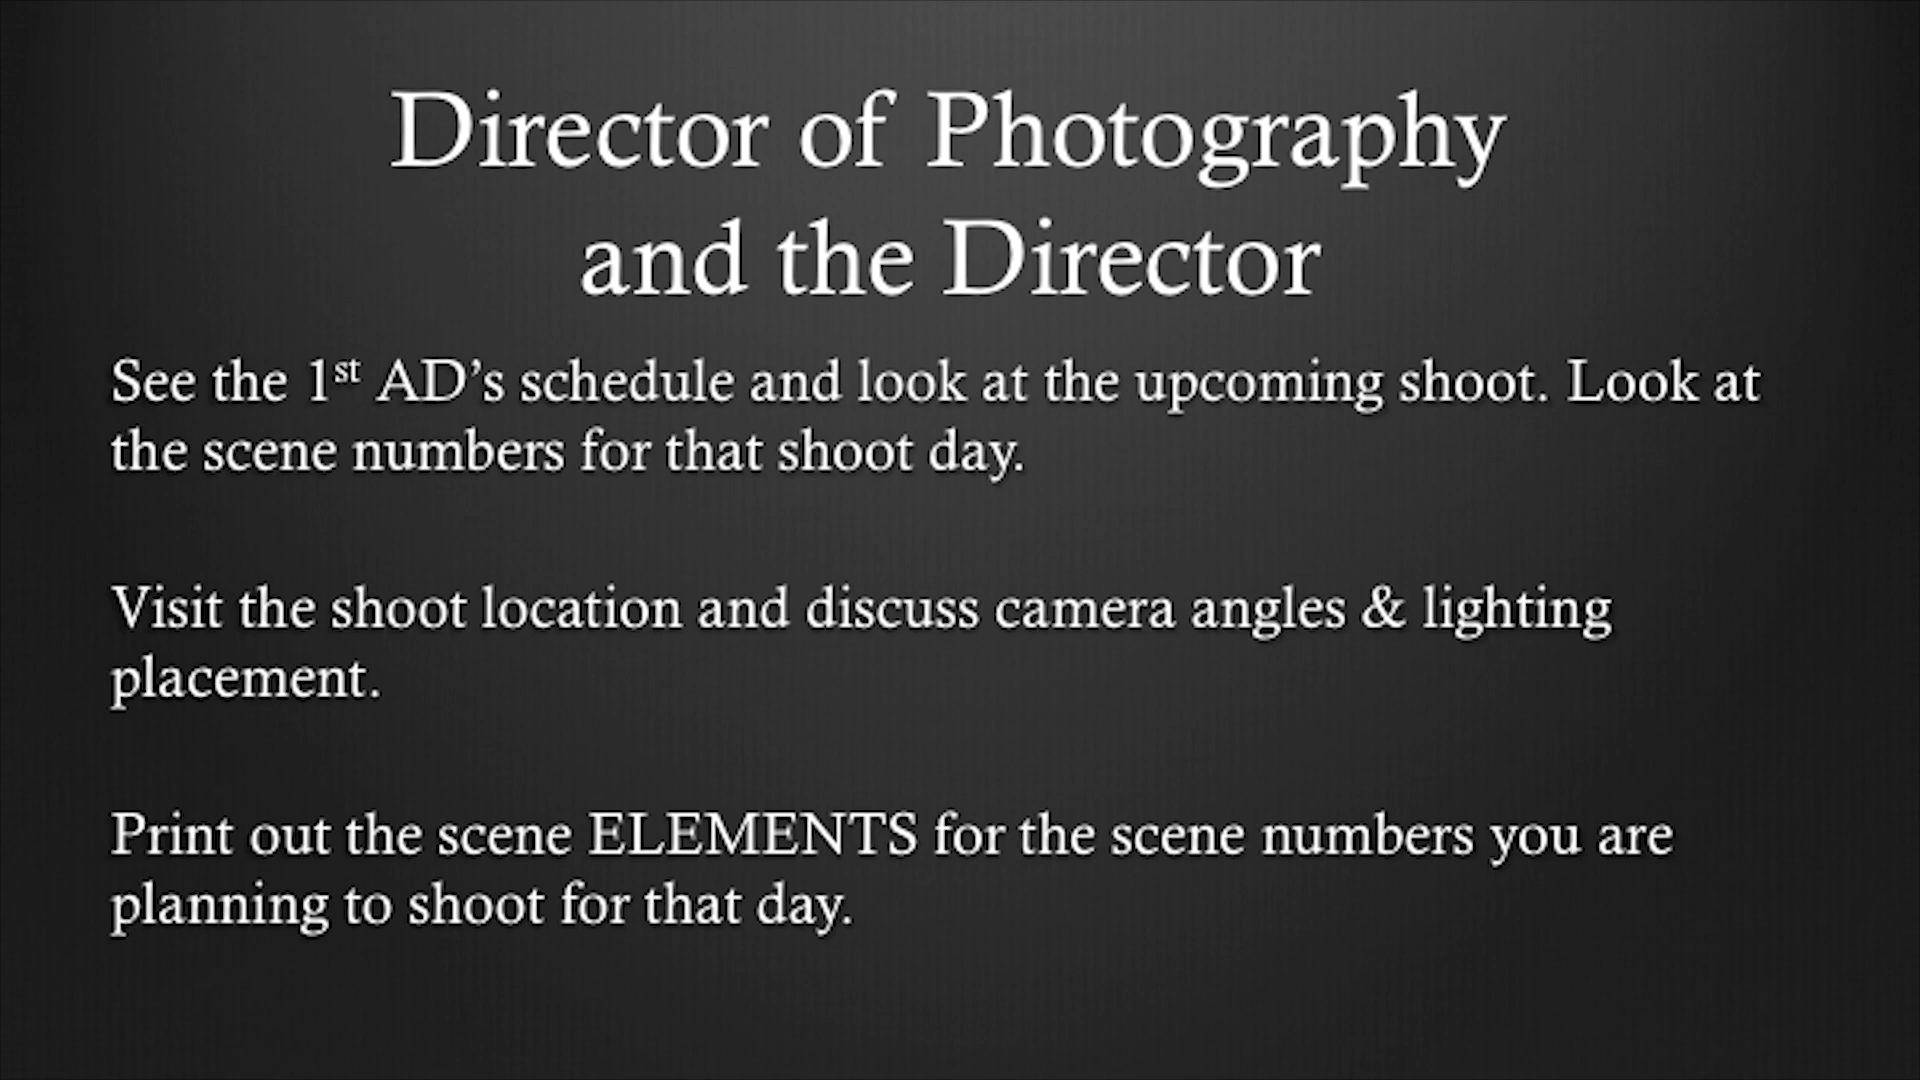 Director of Photography
and the Director
See the 1st AD’s schedule and look at the upcoming shoot. Look at
the scene numbers for that shoot day.
Visit the shoot location and discuss camera angles & lighting
placement.
Print out the scene ELEMENTS for the scene numbers you are
planning to shoot for that day.